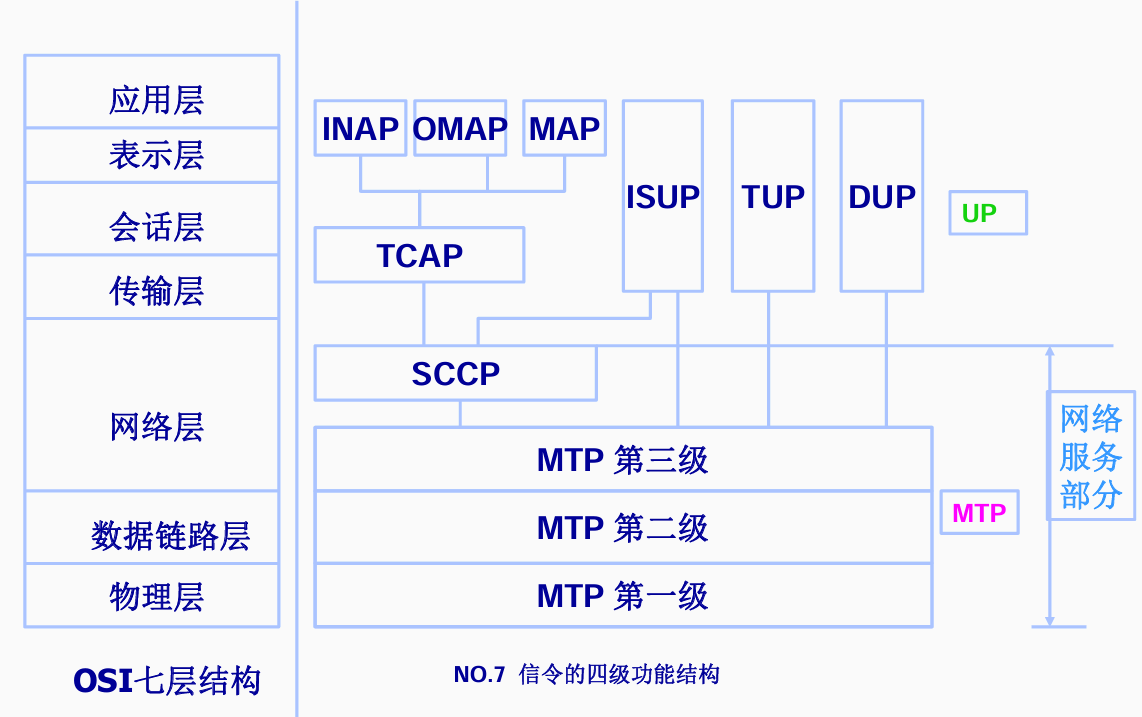 应用层
表示层
会话层
传输层
网络层
数据链路层
物理层
OSI七层结构
INAP
OMAP
MAP
ISUP
TUP
DUP
UP
TCAP
SCCP
MTP 第三级
MTP 第二级
MTP 第一级
MTP
网络
服务
部分
NO.7 信令的四级功能结构